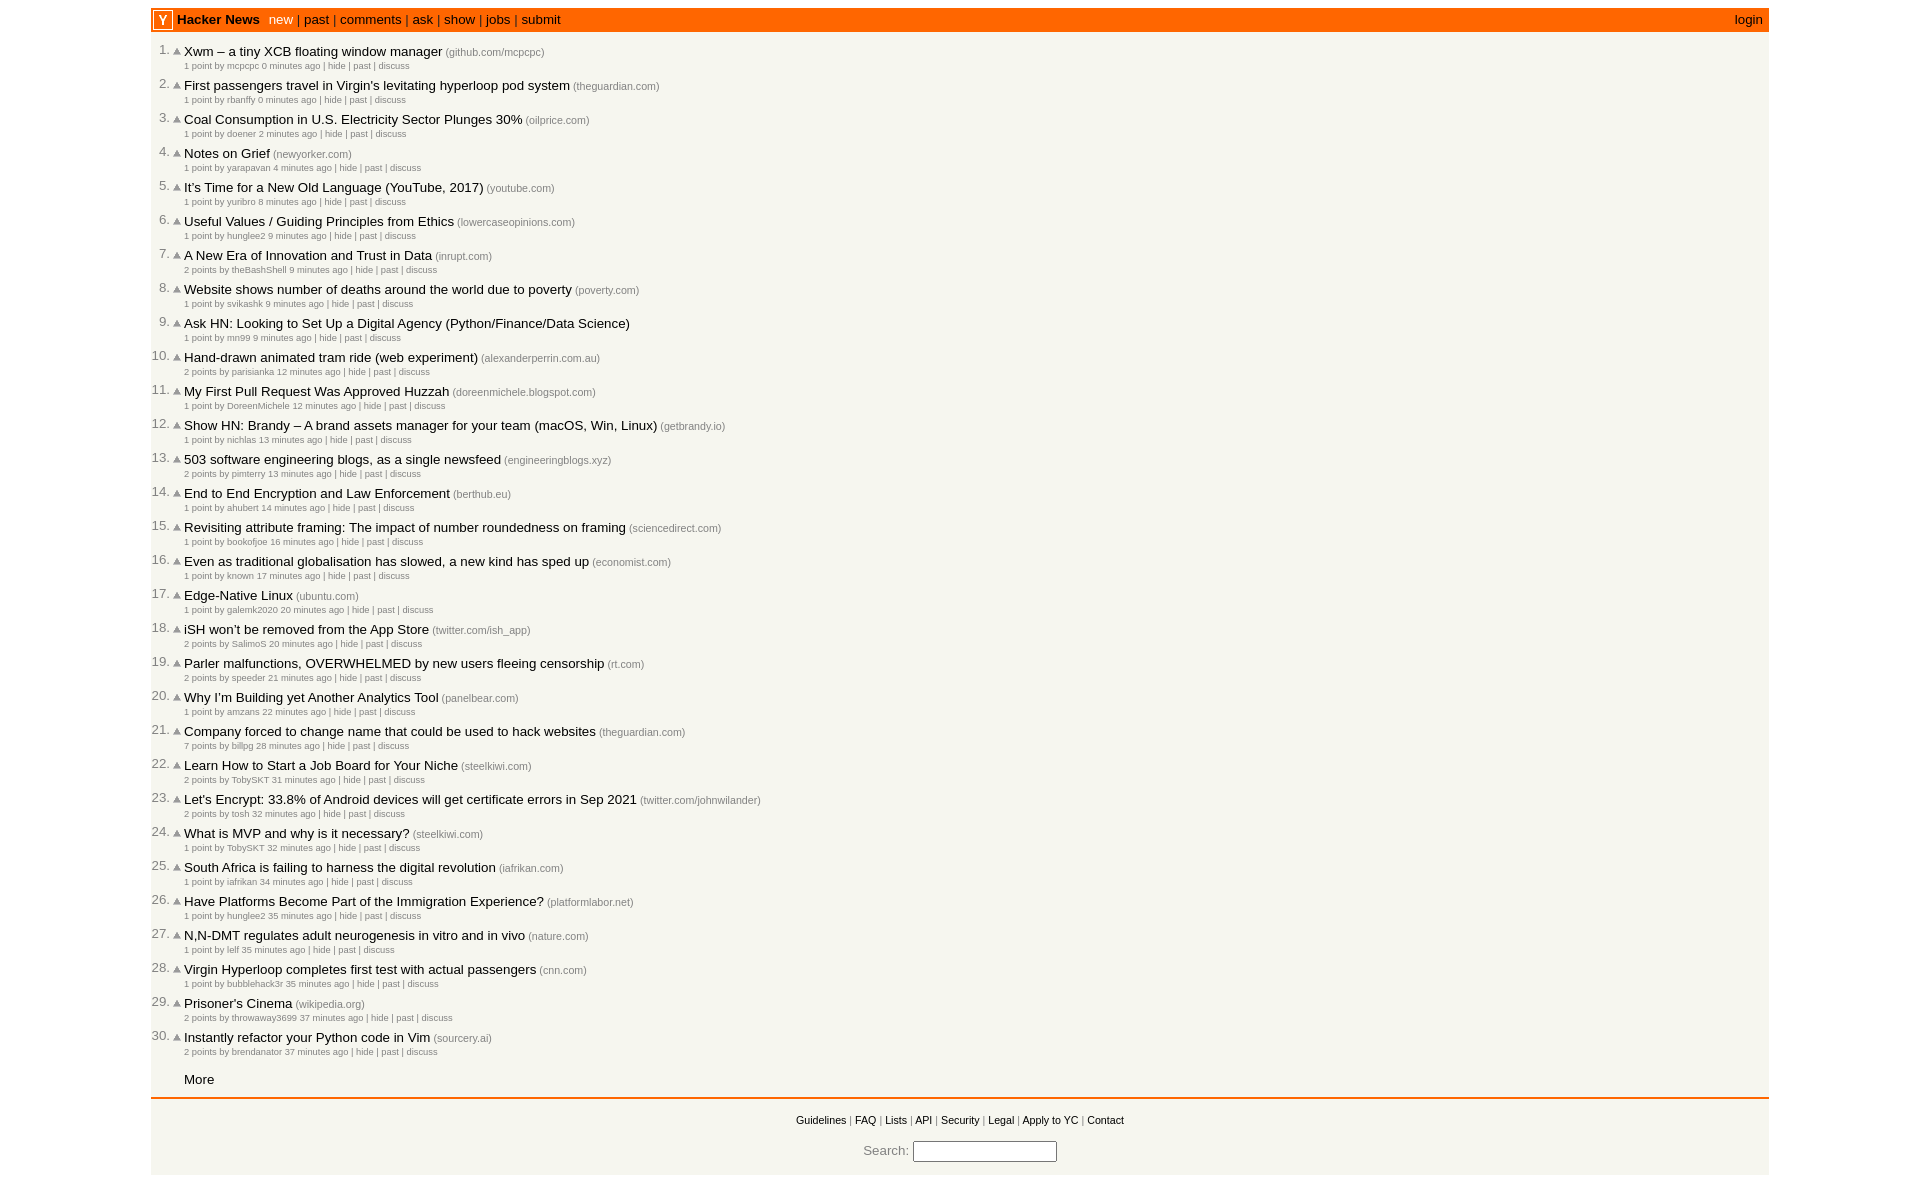 Y Hacker News new | past | comments | ask | show | jobs | submit login
1. Xwm – a tiny XCB floating window manager (github.com/mcpcpc)
1 point by mcpcpc 0 minutes ago | hide | past | discuss
2. First passengers travel in Virgin's levitating hyperloop pod system (theguardian.com)
1 point by rbanffy 0 minutes ago | hide | past | discuss
3. Coal Consumption in U.S. Electricity Sector Plunges 30% (oilprice.com)
1 point by doener 2 minutes ago | hide | past | discuss
4. Notes on Grief (newyorker.com)
1 point by yarapavan 4 minutes ago | hide | past | discuss
5. It’s Time for a New Old Language (YouTube, 2017) (youtube.com)
1 point by yuribro 8 minutes ago | hide | past | discuss
6. Useful Values / Guiding Principles from Ethics (lowercaseopinions.com)
1 point by hunglee2 9 minutes ago | hide | past | discuss
7. A New Era of Innovation and Trust in Data (inrupt.com)
2 points by theBashShell 9 minutes ago | hide | past | discuss
8. Website shows number of deaths around the world due to poverty (poverty.com)
1 point by svikashk 9 minutes ago | hide | past | discuss
9. Ask HN: Looking to Set Up a Digital Agency (Python/Finance/Data Science)
1 point by mn99 9 minutes ago | hide | past | discuss
10. Hand-drawn animated tram ride (web experiment) (alexanderperrin.com.au)
2 points by parisianka 12 minutes ago | hide | past | discuss
11. My First Pull Request Was Approved Huzzah (doreenmichele.blogspot.com)
1 point by DoreenMichele 12 minutes ago | hide | past | discuss
12. Show HN: Brandy – A brand assets manager for your team (macOS, Win, Linux) (getbrandy.io)
1 point by nichlas 13 minutes ago | hide | past | discuss
13. 503 software engineering blogs, as a single newsfeed (engineeringblogs.xyz)
2 points by pimterry 13 minutes ago | hide | past | discuss
14. End to End Encryption and Law Enforcement (berthub.eu)
1 point by ahubert 14 minutes ago | hide | past | discuss
15. Revisiting attribute framing: The impact of number roundedness on framing (sciencedirect.com)
1 point by bookofjoe 16 minutes ago | hide | past | discuss
16. Even as traditional globalisation has slowed, a new kind has sped up (economist.com)
1 point by known 17 minutes ago | hide | past | discuss
17. Edge-Native Linux (ubuntu.com)
1 point by galemk2020 20 minutes ago | hide | past | discuss
18. iSH won’t be removed from the App Store (twitter.com/ish_app)
2 points by SalimoS 20 minutes ago | hide | past | discuss
19. Parler malfunctions, OVERWHELMED by new users fleeing censorship (rt.com)
2 points by speeder 21 minutes ago | hide | past | discuss
20. Why I’m Building yet Another Analytics Tool (panelbear.com)
1 point by amzans 22 minutes ago | hide | past | discuss
21. Company forced to change name that could be used to hack websites (theguardian.com)
7 points by billpg 28 minutes ago | hide | past | discuss
22. Learn How to Start a Job Board for Your Niche (steelkiwi.com)
2 points by TobySKT 31 minutes ago | hide | past | discuss
23. Let's Encrypt: 33.8% of Android devices will get certificate errors in Sep 2021 (twitter.com/johnwilander)
2 points by tosh 32 minutes ago | hide | past | discuss
24. What is MVP and why is it necessary? (steelkiwi.com)
1 point by TobySKT 32 minutes ago | hide | past | discuss
25. South Africa is failing to harness the digital revolution (iafrikan.com)
1 point by iafrikan 34 minutes ago | hide | past | discuss
26. Have Platforms Become Part of the Immigration Experience? (platformlabor.net)
1 point by hunglee2 35 minutes ago | hide | past | discuss
27. N,N-DMT regulates adult neurogenesis in vitro and in vivo (nature.com)
1 point by lelf 35 minutes ago | hide | past | discuss
28. Virgin Hyperloop completes first test with actual passengers (cnn.com)
1 point by bubblehack3r 35 minutes ago | hide | past | discuss
29. Prisoner's Cinema (wikipedia.org)
2 points by throwaway3699 37 minutes ago | hide | past | discuss
30. Instantly refactor your Python code in Vim (sourcery.ai)
2 points by brendanator 37 minutes ago | hide | past | discuss
More
Guidelines | FAQ | Lists | API | Security | Legal | Apply to YC | Contact
Search: